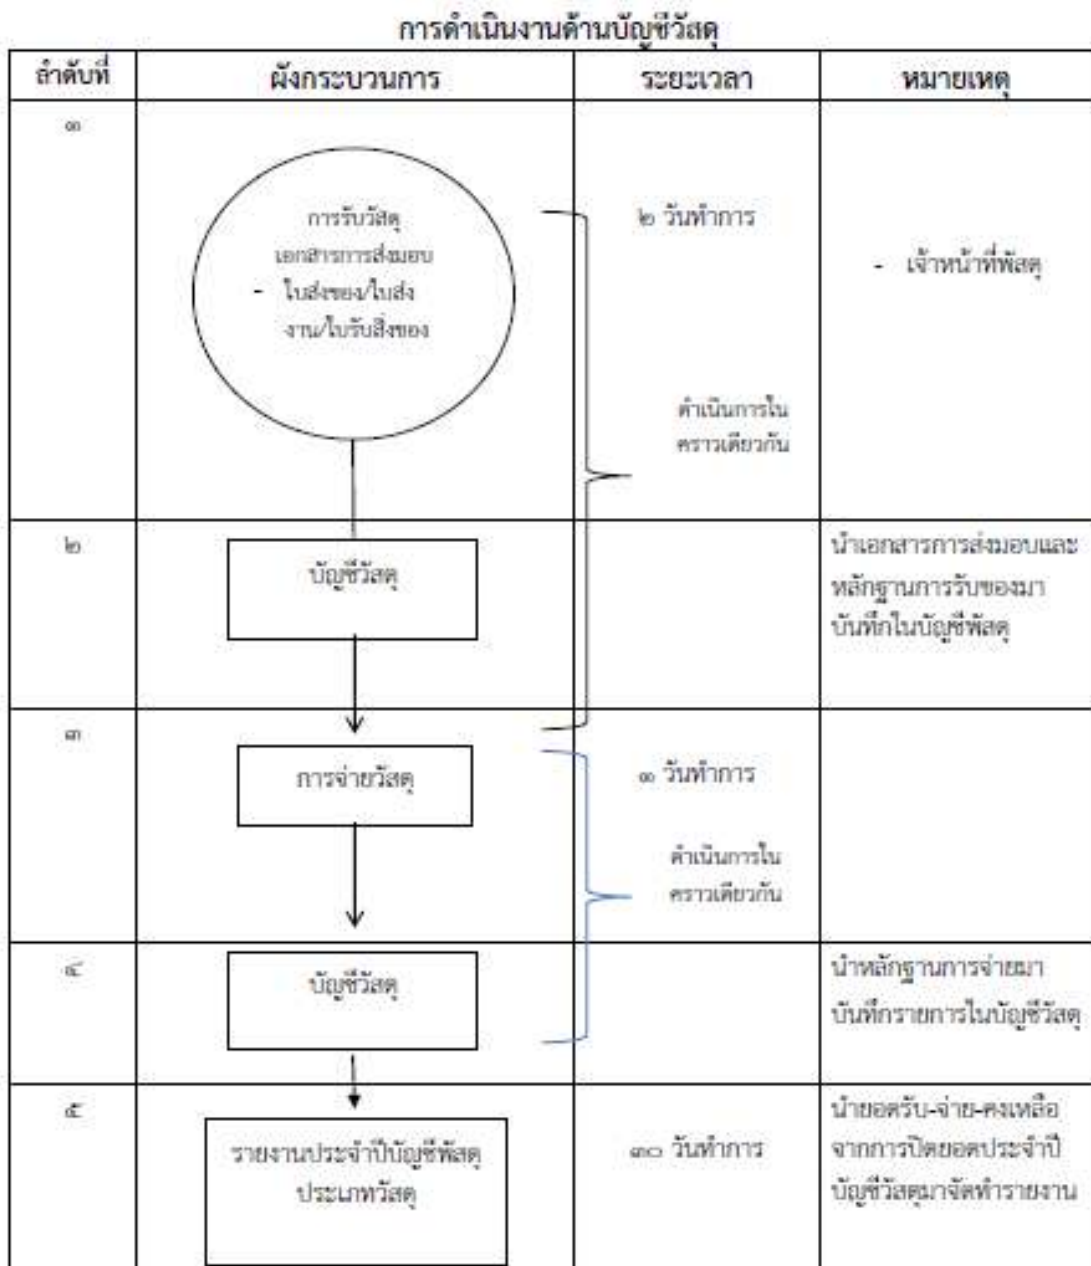 การดำเนินงานด้านบัญชีวัสดุ
ลำดับที่ ผังกระบวนการ ระยะเวลา หมายเหตุ
๑
การรับวัสดุ
เอกสารการส่งมอบ
- ใบส่งของ/ใบส่ง
งาน/ใบรับสิ่งของ
๒ วันทำการ
- เจ้าหน้าที่พัสดุ
ดำเนินการใน
คราวเดียวกัน
๒
บัญชีวัสดุ
นำเอกสารการส่งมอบและ
หลักฐานการรับของมา
บันทึกในบัญชีพัสดุ
๓
การจ่ายวัสดุ
๑ วันทำการ
ดำเนินการใน
คราวเดียวกัน
๔
บัญชีวัสดุ
นำหลักฐานการจ่ายมา
บันทึกรายการในบัญชีวัสดุ
๕
รายงานประจำปีบัญชีพัสดุ
ประเภทวัสดุ
๓๐ วันทำการ
นำยอดรับ-จ่าย-คงเหลือ
จากการปิดยอดประจำปี
บัญชีวัสดุมาจัดทำรายงาน